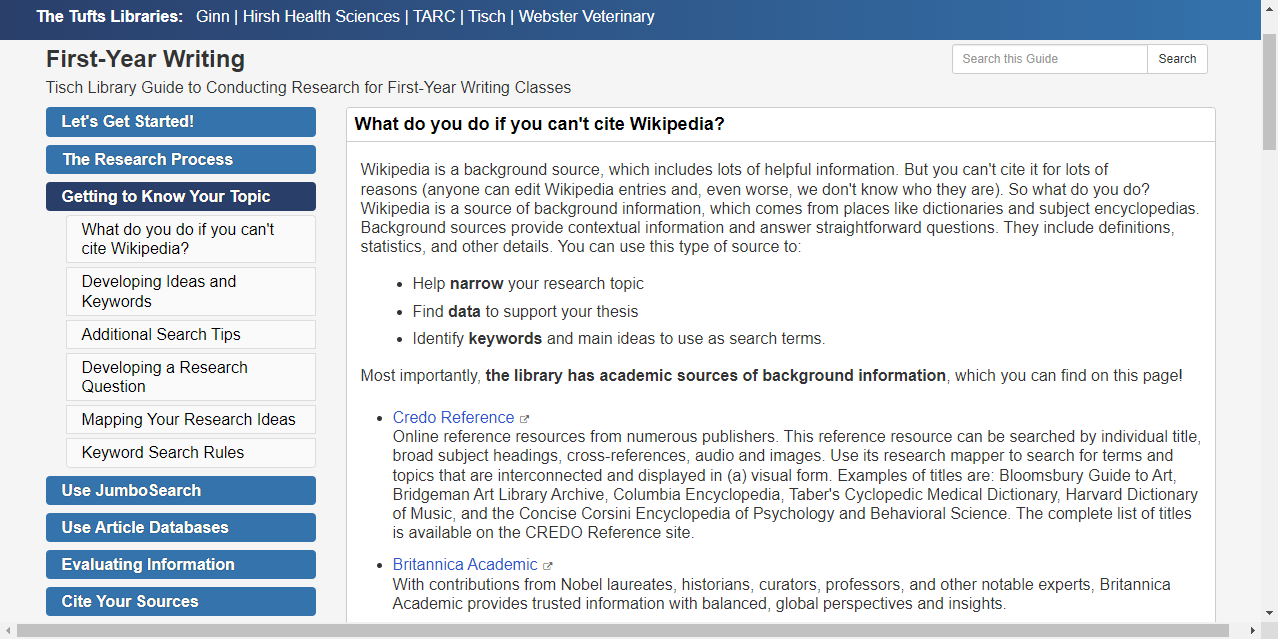 The Tufts Libraries: Ginn | Hirsh Health Sciences | TARC | Tisch | Webster Veterinary
First-Year Writing
Search this Guide Search
Tisch Library Guide to Conducting Research for First-Year Writing Classes
Let's Get Started!
The Research Process
Getting to Know Your Topic
What do you do if you can't
cite Wikipedia?
Developing Ideas and
Keywords
Additional Search Tips
Developing a Research
Question
Mapping Your Research Ideas
Keyword Search Rules
Use JumboSearch
Use Article Databases
Evaluating Information
Cite Your Sources
What do you do if you can't cite Wikipedia?
Wikipedia is a background source, which includes lots of helpful information. But you can't cite it for lots of
reasons (anyone can edit Wikipedia entries and, even worse, we don't know who they are). So what do you do?
Wikipedia is a source of background information, which comes from places like dictionaries and subject encyclopedias.
Background sources provide contextual information and answer straightforward questions. They include definitions,
statistics, and other details. You can use this type of source to:
• Help narrow your research topic
• Find data to support your thesis
• Identify keywords and main ideas to use as search terms.
Most importantly, the library has academic sources of background information, which you can find on this page!
• Credo Reference
Online reference resources from numerous publishers. This reference resource can be searched by individual title,
broad subject headings, cross-references, audio and images. Use its research mapper to search for terms and
topics that are interconnected and displayed in (a) visual form. Examples of titles are: Bloomsbury Guide to Art,
Bridgeman Art Library Archive, Columbia Encyclopedia, Taber's Cyclopedic Medical Dictionary, Harvard Dictionary
of Music, and the Concise Corsini Encyclopedia of Psychology and Behavioral Science. The complete list of titles
is available on the CREDO Reference site.
• Britannica Academic
With contributions from Nobel laureates, historians, curators, professors, and other notable experts, Britannica
Academic provides trusted information with balanced, global perspectives and insights.